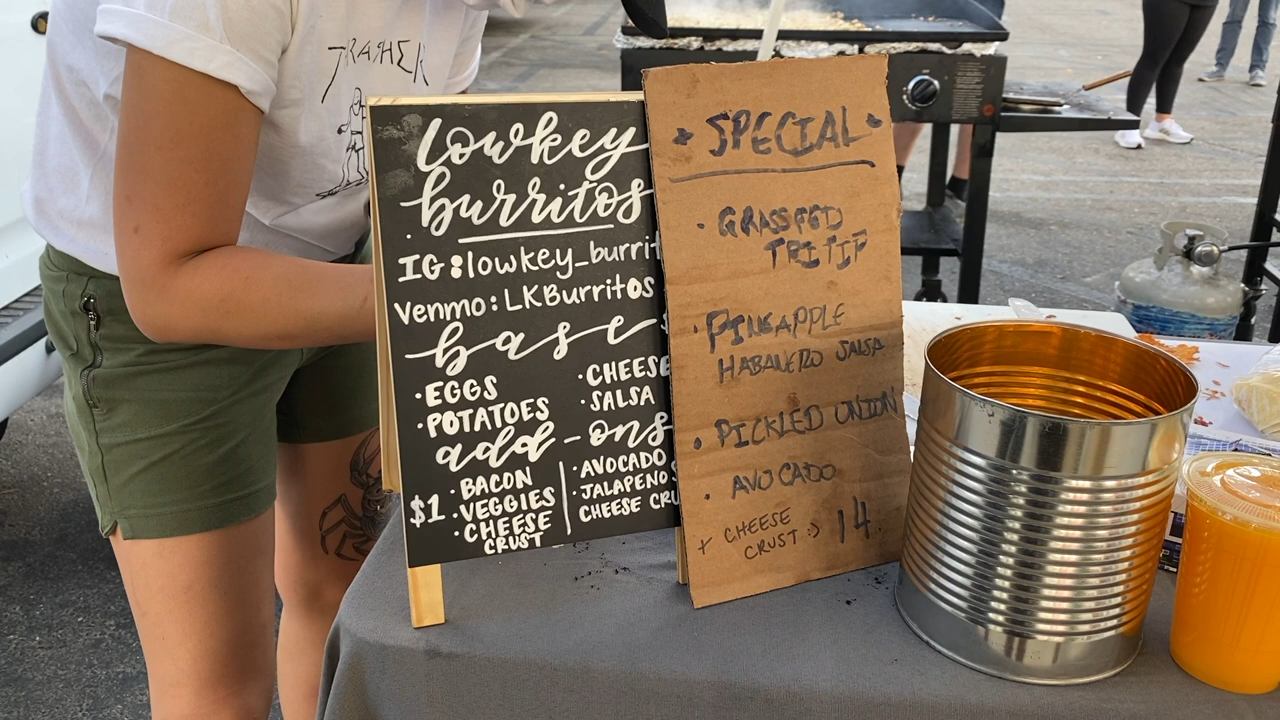 THRASHER
lowkey
burritos
IG:lowkey_burrit
Venmo: LKBurritos
base $
·EGGS
·POTATOES
·CHEESE
·SALSA
add-ons
$1
·BACON
·VEGGIES
·CHEESE
CRUST
·AVOCADO
·JALAPENOS
CHEESE CRU
SPECIAL
· GRASSFED
TRI TIP
· PINEAPPLE
HABANERO SALSA
· PICKLED ONION
· AVOCADO
+ CHEESE
CRUST :) 14.